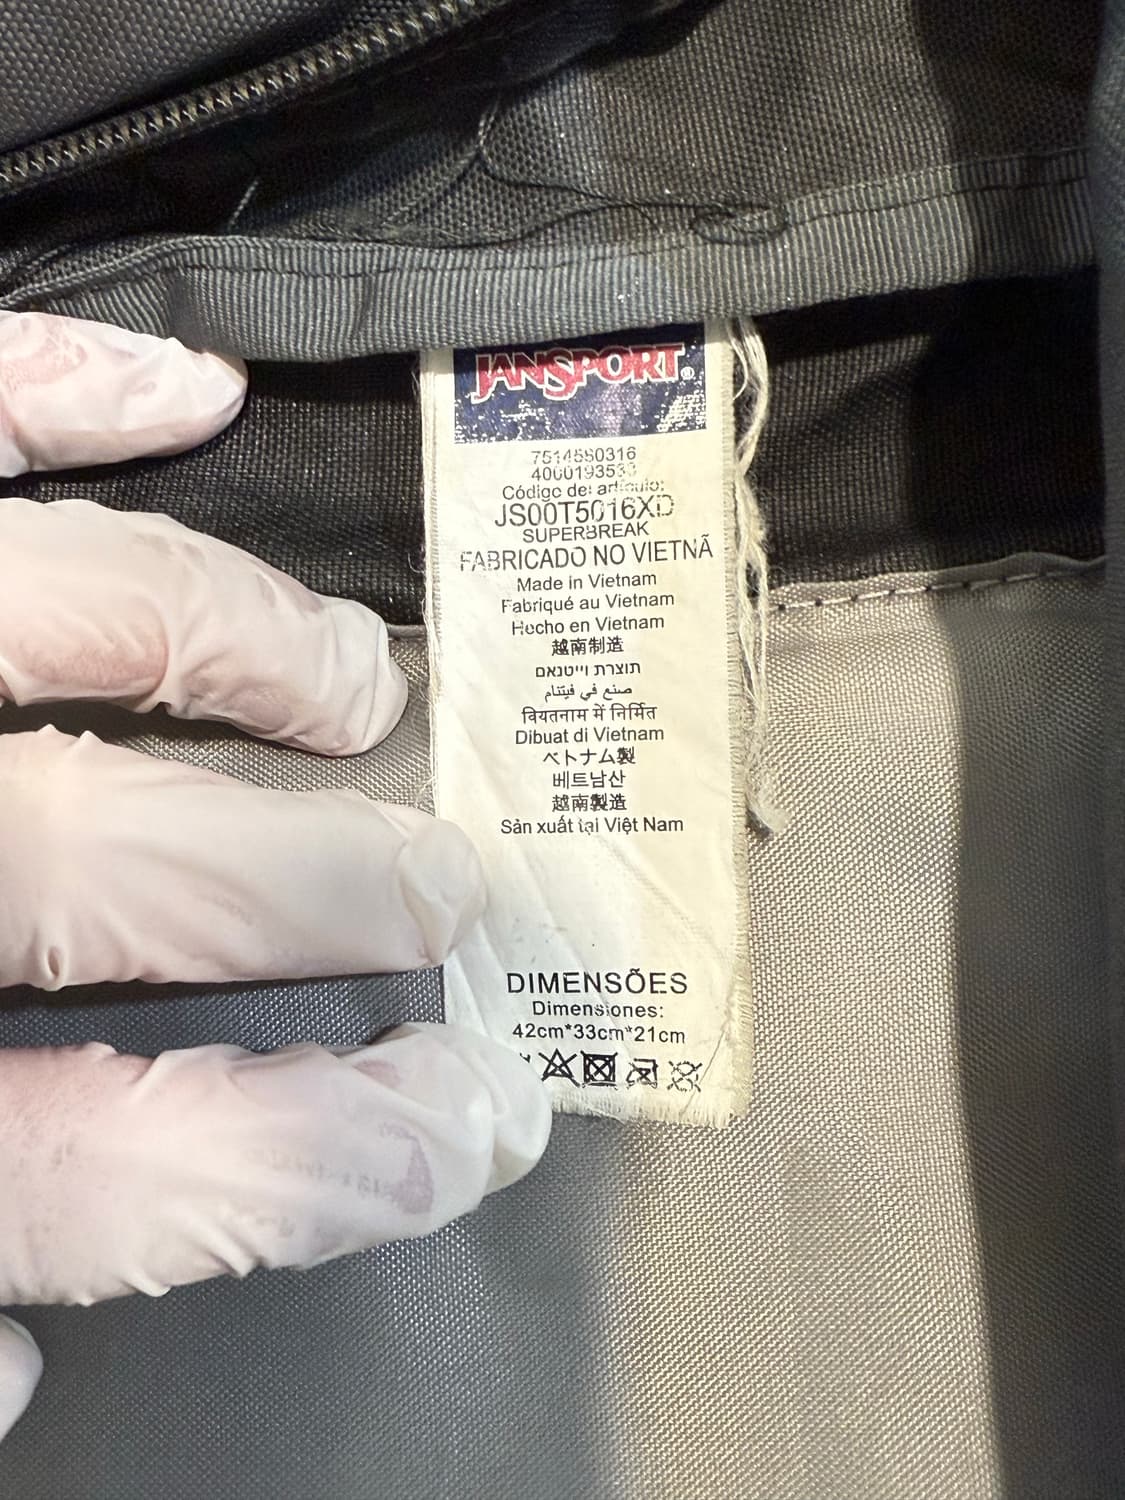 JANSPORT®
7514580316
4000193533
Código del artículo:
JS00T5016XD
SUPERBREAK
FABRICADO NO VIETNÃ
Made in Vietnam
Fabriqué au Vietnam
Hecho en Vietnam
越南制造
תוצרת וייטנאם
صنع في فيتنام
वियतनाम में निर्मित
Dibuat di Vietnam
ベトナム製
베트남산
越南製造
Sản xuất tại Việt Nam
DIMENSÕES
Dimensiones:
42cm*33cm*21cm